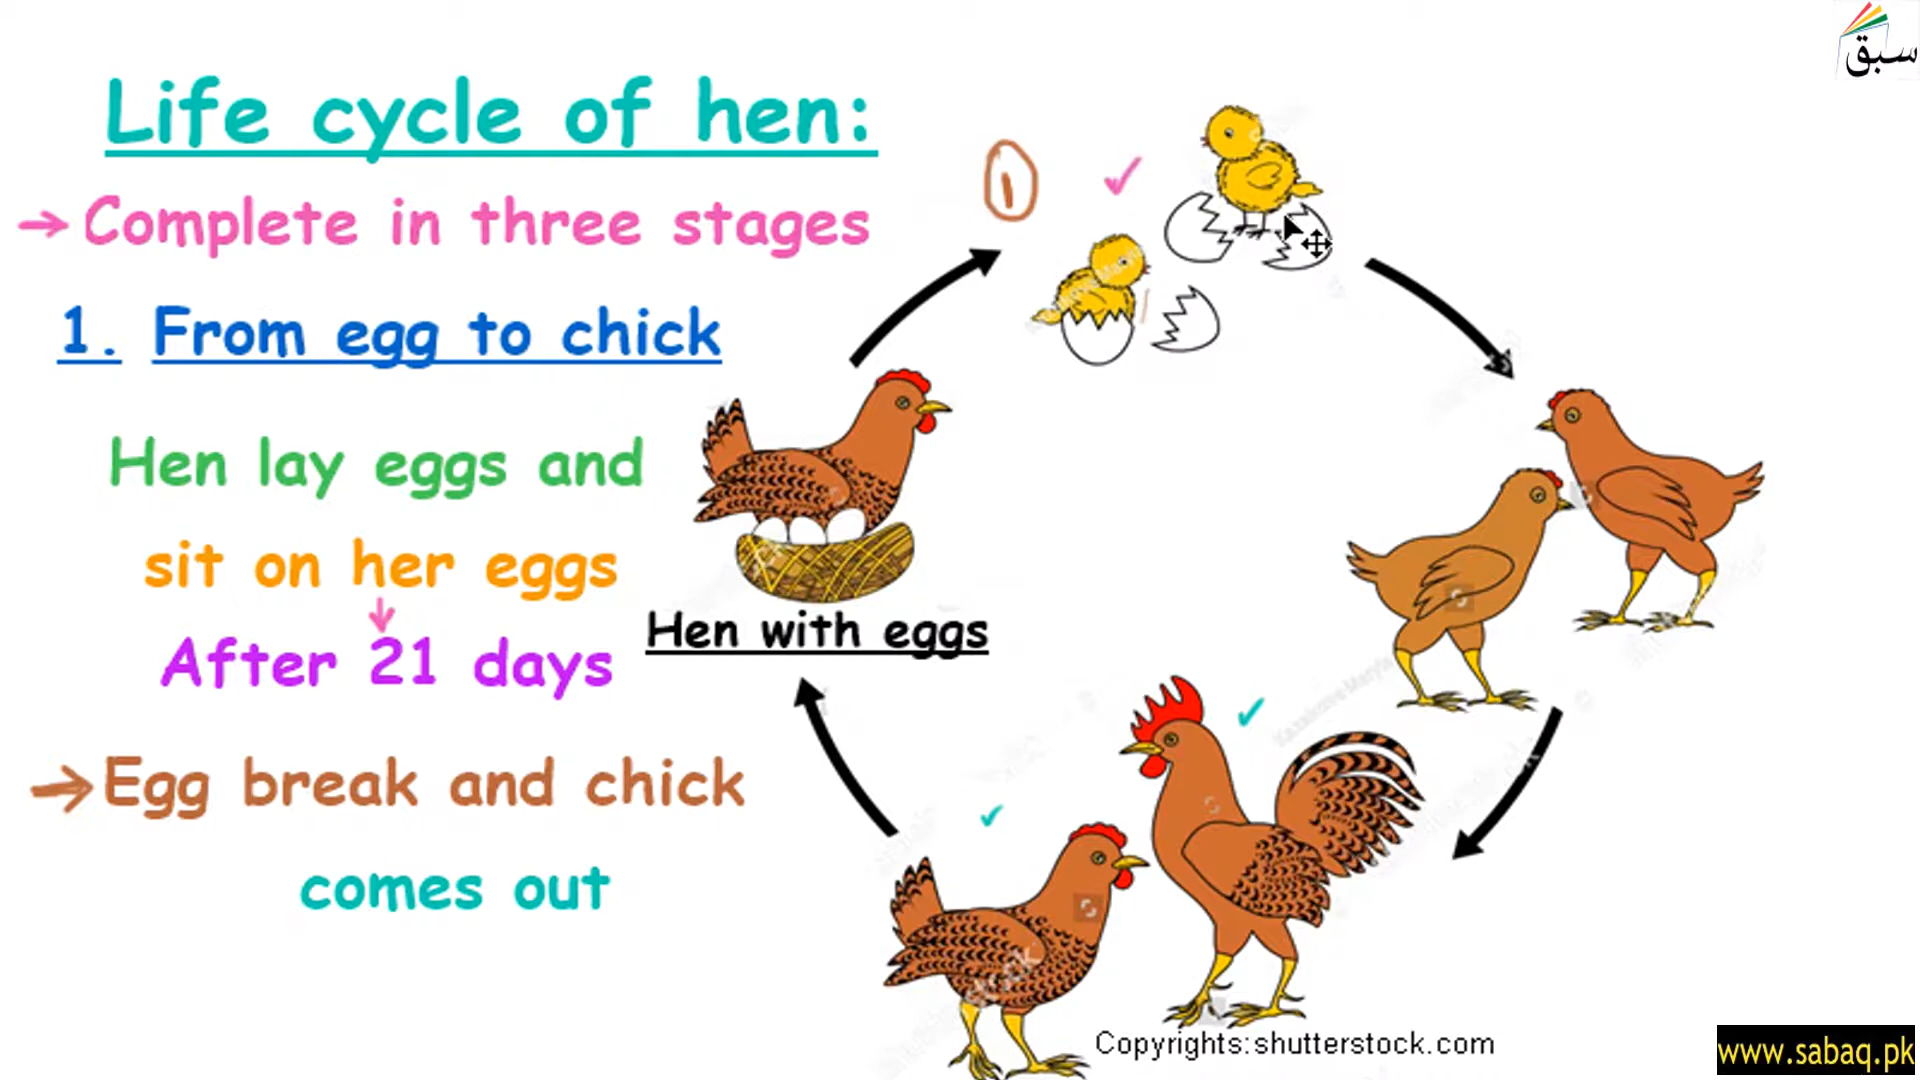 سبق
Life cycle of hen:
→ Complete in three stages
1
1. From egg to chick
Hen lay eggs and
sit on her eggs
After 21 days
Hen with eggs
→ Egg break and chick
comes out
Copyrights:shutterstock.com
www.sabaq.pk